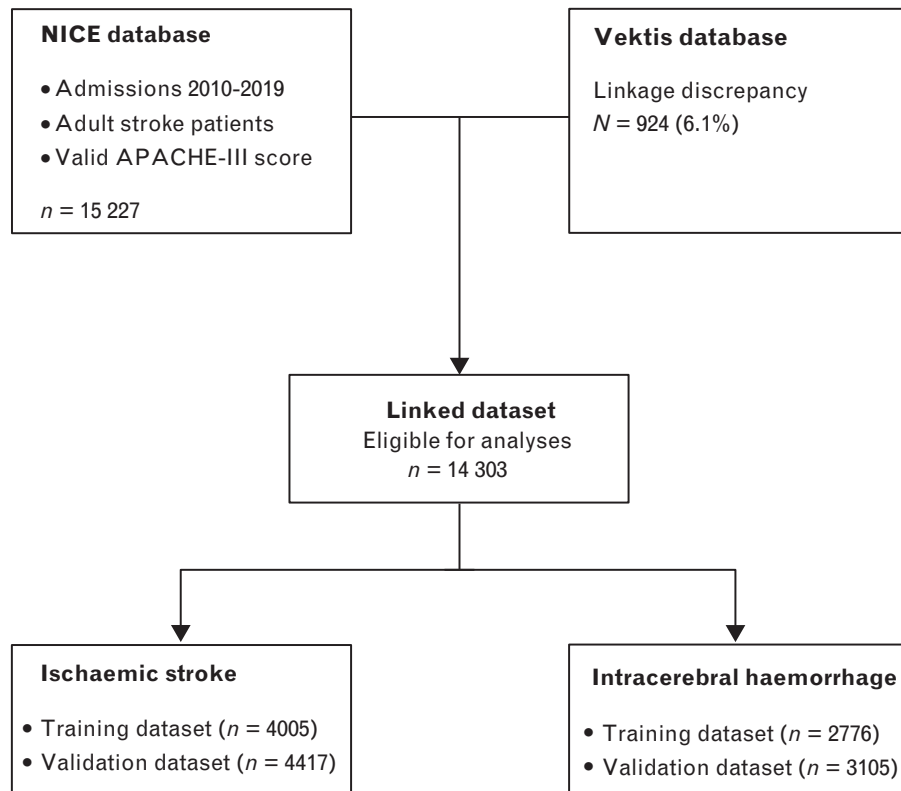 NICE database
• Admissions 2010-2019
• Adult stroke patients
• Valid APACHE-III score
n = 15 227
Vektis database
Linkage discrepancy
N = 924 (6.1%)
Linked dataset
Eligible for analyses
n = 14 303
Ischaemic stroke
• Training dataset (n = 4005)
• Validation dataset (n = 4417)
Intracerebral haemorrhage
• Training dataset (n = 2776)
• Validation dataset (n = 3105)